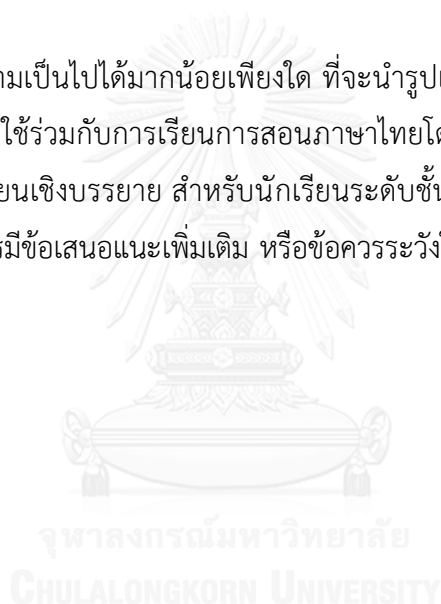 ามเป็นไปได้มากน้อยเพียงใด ที่จะนำรูปแ
ใช้ร่วมกับการเรียนการสอนภาษาไทยโด
ยนเชิงบรรยาย สำหรับนักเรียนระดับชั้น
รมีข้อเสนอแนะเพิ่มเติม หรือข้อควรระวังใ
จุฬาลงกรณ์มหาวิทยาลัย
CHULALONGKORN UNIVERSITY